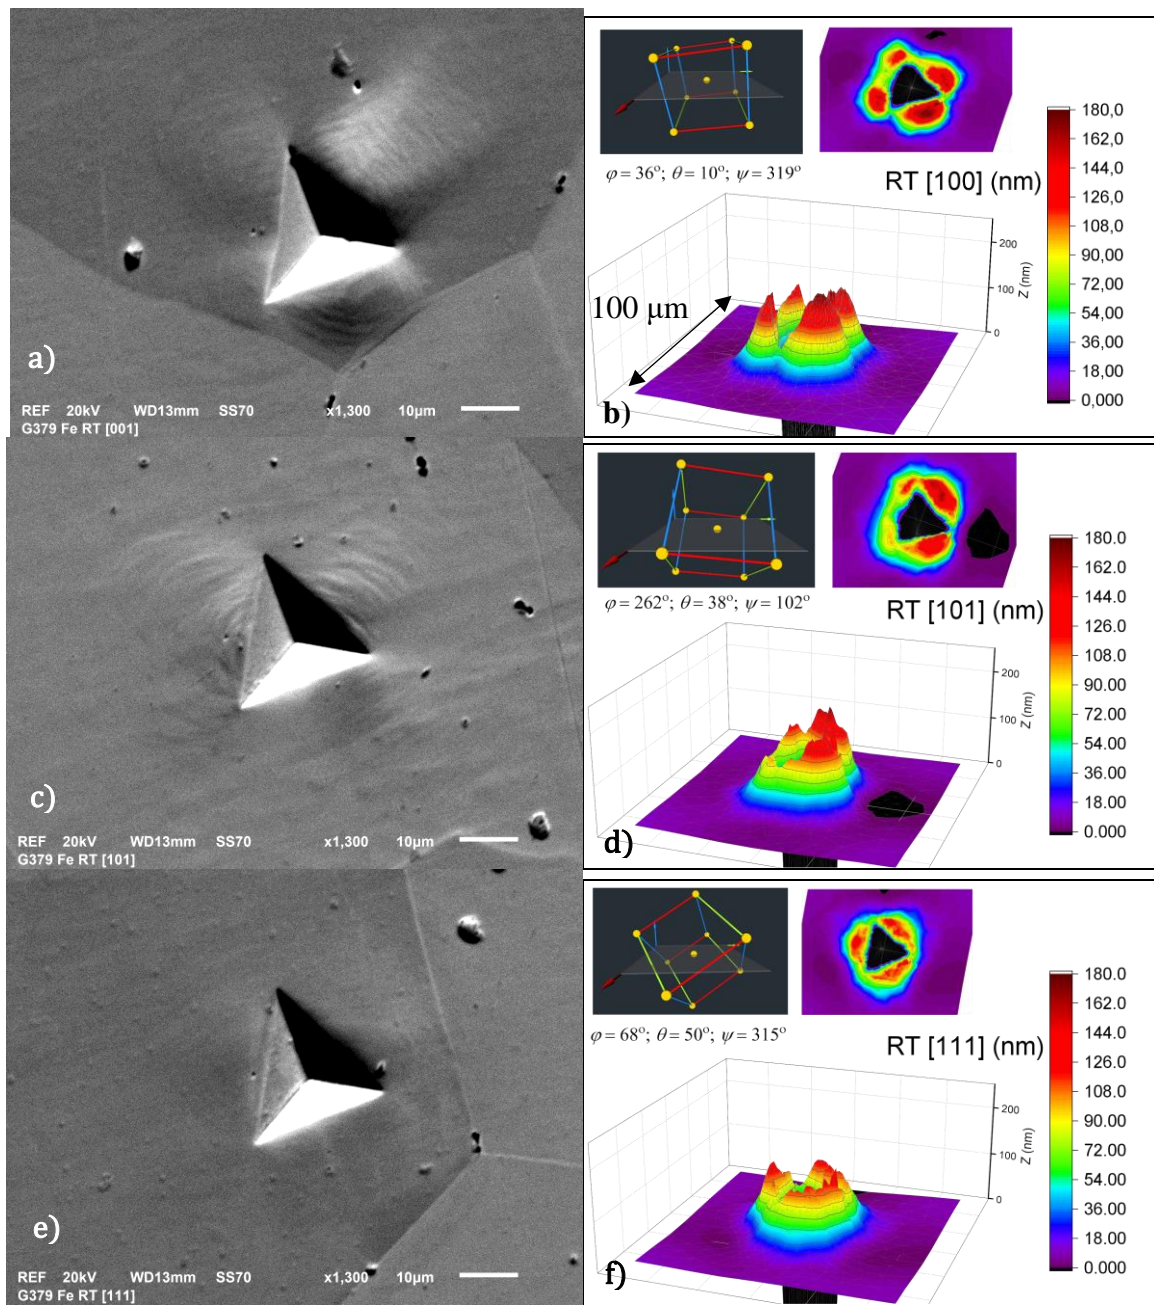 a)
REF 20kV WD13mm SS70 x1,300 10µm
G379 Fe RT [001]
φ = 36°; θ = 10°; ψ = 319°
RT [100] (nm)
180,0
162,0
144,0
126,0
108,0
90,00
72,00
54,00
36,00
18,00
0,000
200
100
0
Z (nm)
100 µm
b)
c)
REF 20kV WD13mm SS70 x1,300 10µm
G379 Fe RT [101]
φ = 262°; θ = 38°; ψ = 102°
RT [101] (nm)
180.0
162.0
144.0
126.0
108.0
90.00
72.00
54.00
36.00
18.00
0.000
200
100
0
Z (nm)
d)
e)
REF 20kV WD13mm SS70 x1,300 10µm
G379 Fe RT [111]
φ = 68°; θ = 50°; ψ = 315°
RT [111] (nm)
180.0
162.0
144.0
126.0
108.0
90.00
72.00
54.00
36.00
18.00
0.000
200
100
0
Z (nm)
f)